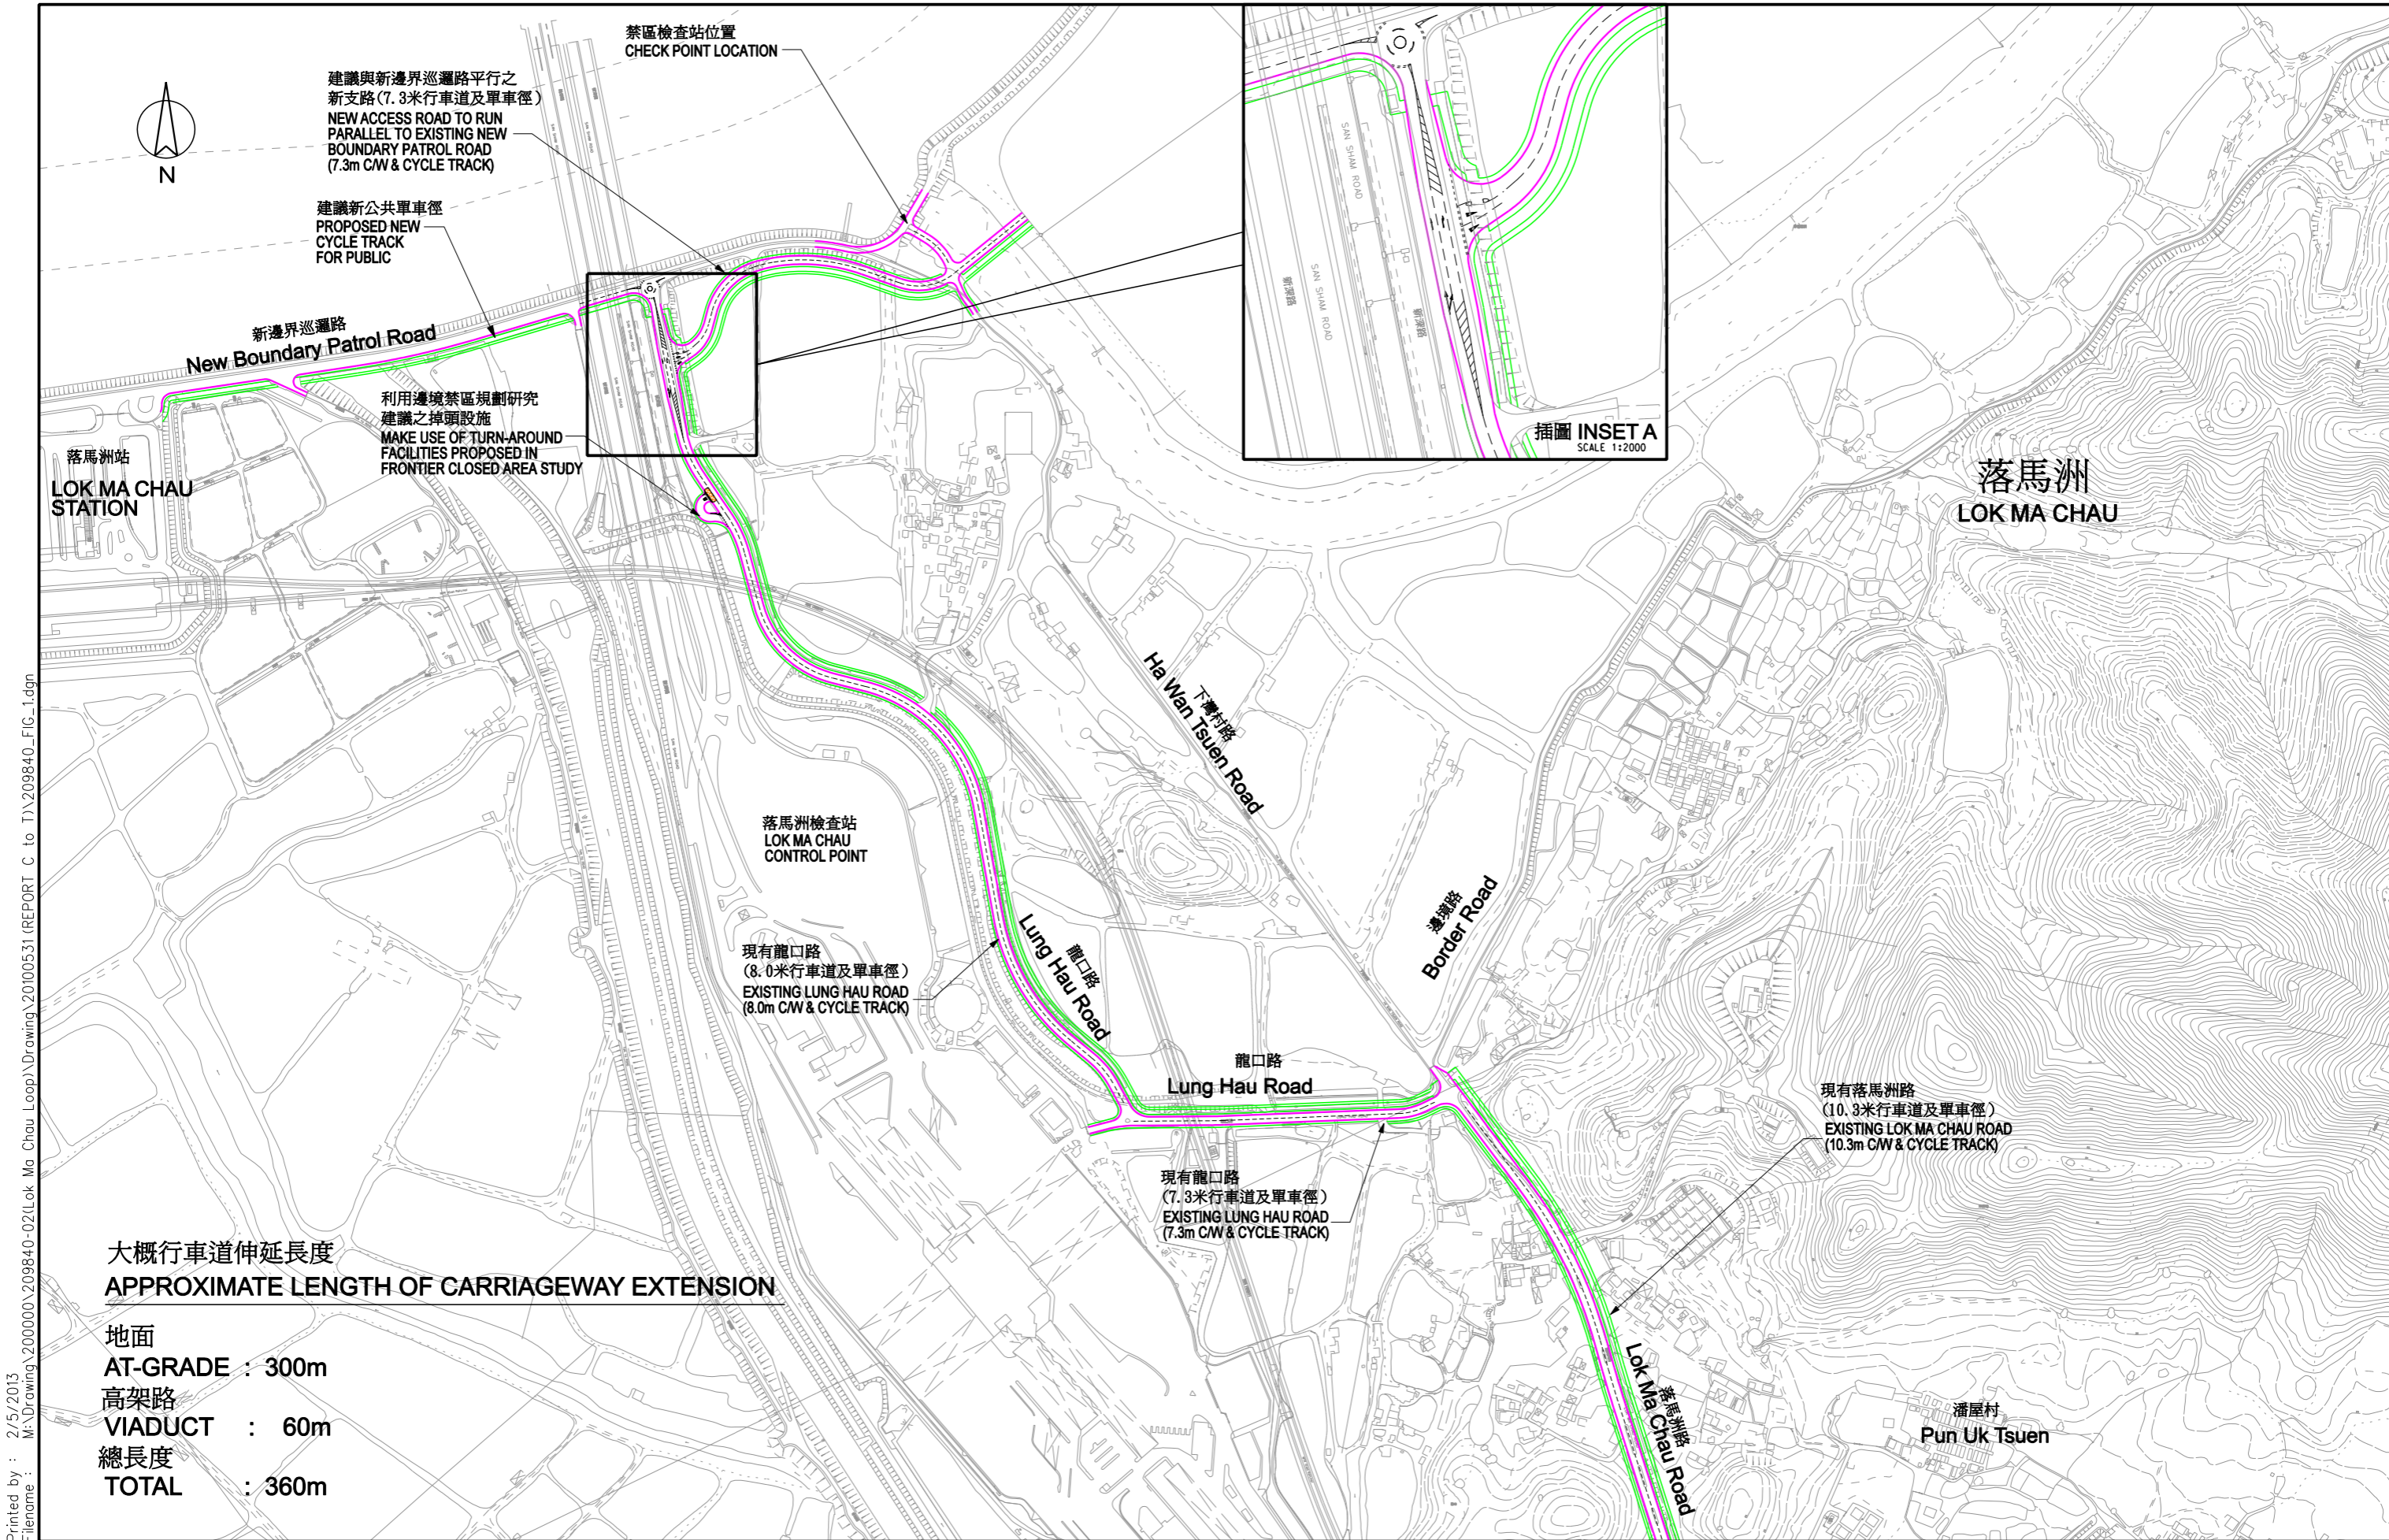 禁區檢查站位置
CHECK POINT LOCATION
建議與新邊界巡邏路平行之
新支路(7.3米行車道及單車徑)
NEW ACCESS ROAD TO RUN
PARALLEL TO EXISTING NEW
BOUNDARY PATROL ROAD
(7.3m C/W & CYCLE TRACK)
N
建議新公共單車徑
PROPOSED NEW
CYCLE TRACK
FOR PUBLIC
新邊界巡邏路
New Boundary Patrol Road
利用邊境禁區規劃研究
建議之掉頭設施
MAKE USE OF TURN-AROUND
FACILITIES PROPOSED IN
FRONTIER CLOSED AREA STUDY
落馬洲站
LOK MA CHAU
STATION
SAN SHAM ROAD
SAN SHAM ROAD
新深路
新深路
插圖 INSET A
SCALE 1:2000
落馬洲
LOK MA CHAU
下灣村路
Ha Wan Tsuen Road
落馬洲檢查站
LOK MA CHAU
CONTROL POINT
邊境路
Border Road
現有龍口路
(8.0米行車道及單車徑)
EXISTING LUNG HAU ROAD
(8.0m C/W & CYCLE TRACK)
龍口路
Lung Hau Road
龍口路
Lung Hau Road
現有落馬洲路
(10.3米行車道及單車徑)
EXISTING LOK MA CHAU ROAD
(10.3m C/W & CYCLE TRACK)
現有龍口路
(7.3米行車道及單車徑)
EXISTING LUNG HAU ROAD
(7.3m C/W & CYCLE TRACK)
落馬洲路
Lok Ma Chau Road
潘屋村
Pun Uk Tsuen
大概行車道伸延長度
APPROXIMATE LENGTH OF CARRIAGEWAY EXTENSION
地面
AT-GRADE : 300m
高架路
VIADUCT : 60m
總長度
TOTAL : 360m
Printed by : 2/5/2013
Filename : M:\Drawing\200000\209840-02(Lok Ma Chau Loop)\Drawing\20100531 (REPORT C to T)\209840_FIG_1.dgn